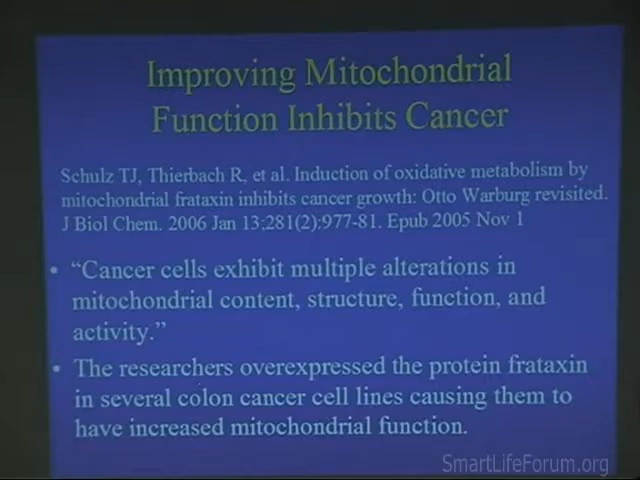 Improving Mitochondrial
Function Inhibits Cancer
Schulz TJ, Thierbach R, et al. Induction of oxidative metabolism by
mitochondrial frataxin inhibits cancer growth: Otto Warburg revisited.
J Biol Chem. 2006 Jan 13;281(2):977-81. Epub 2005 Nov 1
• “Cancer cells exhibit multiple alterations in
mitochondrial content, structure, function, and
activity.”
• The researchers overexpressed the protein frataxin
in several colon cancer cell lines causing them to
have increased mitochondrial function.
SmartLifeForum.org